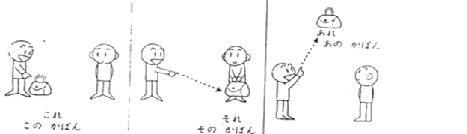 これ
この かばん
それ
その かばん
あれ
あの かばん